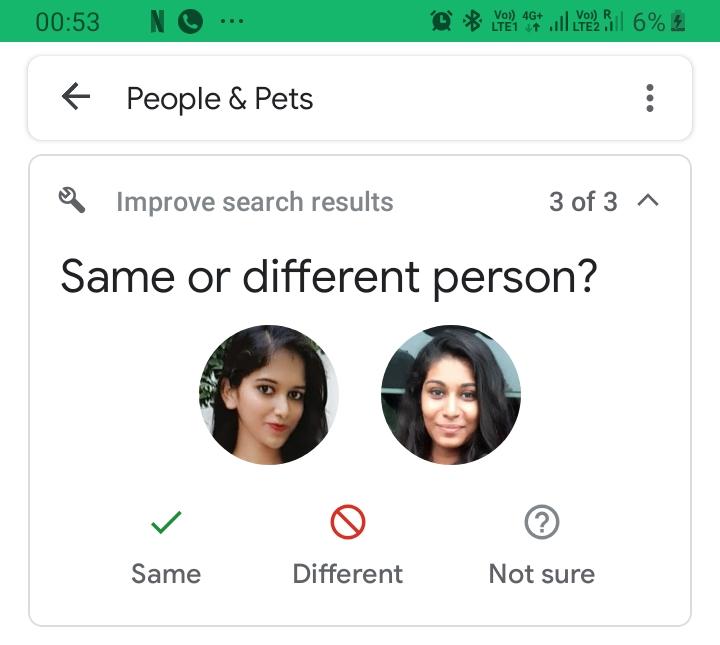 00:53 N ... Vo) LTE1 4G+ Vo) LTE2 R 6%
People & Pets
Improve search results 3 of 3
Same or different person?
Same Different Not sure